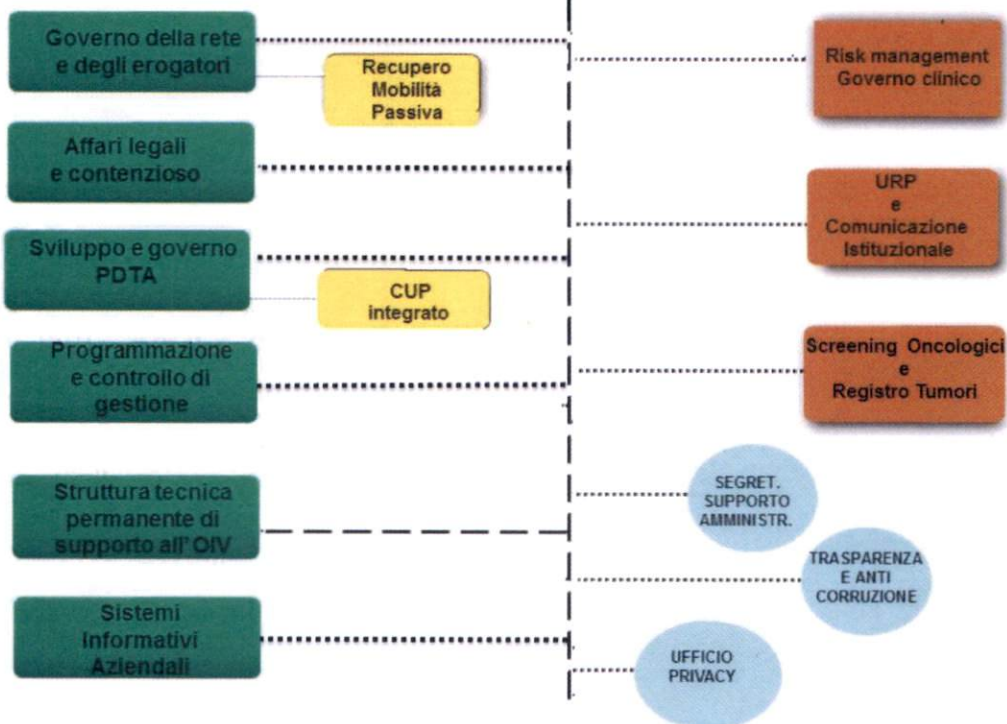 Governo della rete
e degli erogatori
Recupero
Mobilità
Passiva
Affari legali
e contenzioso
Sviluppo e governo
PDTA
CUP
integrato
Programmazione
e controllo di
gestione
Struttura tecnica
permanente di
supporto all'OIV
Sistemi
Informativi
Aziendali
Risk management
Governo clinico
URP
e
Comunicazione
Istituzionale
Screening Oncologici
e
Registro Tumori
SEGRET.
SUPPORTO
AMMINISTR.
TRASPARENZA
E ANTI
CORRUZIONE
UFFICIO
PRIVACY